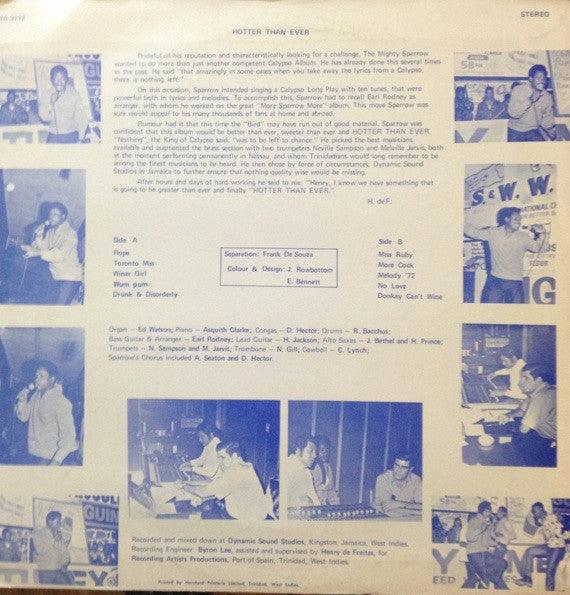 RA 2112
STEREO
HOTTER THAN EVER
Prideful of his reputation and characteristically looking for a challenge, The Mighty Sparrow
wanted to do more than just another competent Calypso Album. He has already done this several times
in the past. He said "that amazingly in some cases when you take away the lyrics from a Calypso,
there is nothing left."
On this occasion, Sparrow intended singing a Calypso Long Play with ten tunes, that were
powerful both in lyrics and melodies. To accomplish this, Sparrow had to recall Earl Rodney as
arranger, with whom he worked on the great "More Sparrow More" album. This move Sparrow was
sure would appeal to his many thousands of fans at home and abroad.
Rumour had it that this time the "Bird" may have run out of good material. Sparrow was
confident that this album would be better than ever, sweeter than ever and HOTTER THAN EVER.
"Nothing", the King of Calypso said, "was to be left to chance." He picked the best musicians
available and augmented the brass section with two trumpeters Neville Sampson and Melville Jarvis, both
at the moment performing permanently in Nassau, and whom Trinidadians would long remember to be
among the finest musicians to be heard. He then chose by force of circumstances, Dynamic Sound
Studios in Jamaica to further ensure that nothing quality wise would be missing.
After hours and days of hard working he said to me: "Henry, I know we have something that
is going to be greater than ever and finally "HOTTER THAN EVER."
H. deF.
Side A
Rope
Toronto Mas
Winer Girl
Wum pum
Drunk & Disorderly
Separation: Frank De Souza
Colour & Design: J. Rowbottom
E. Bennett
Side B
Miss Ruby
More Cock
Melody '72
No Love
Donkey Can't Wine
Organ – Ed Watson; Piano – Asquith Clarke; Congas – D. Hector; Drums – R. Bacchus;
Bass Guitar & Arranger – Earl Rodney; Lead Guitar – H. Jackson; Alto Saxes – J. Bethel and H. Prince;
Trumpets – N. Sampson and M. Jarvis; Trombone – N. Gill; Cowbell – C. Lynch;
Sparrow's Chorus included A. Seaton and D. Hector.
S. & W. W.
Recorded and mixed down at Dynamic Sound Studios, Kingston, Jamaica, West Indies.
Recording Engineer Byron Lee, assisted and supervised by Henry de Freitas, for
Recording Artists Productions, Port-of-Spain, Trinidad, West Indies.
Printed by Hereford Printers Limited, Trinidad, West Indies.